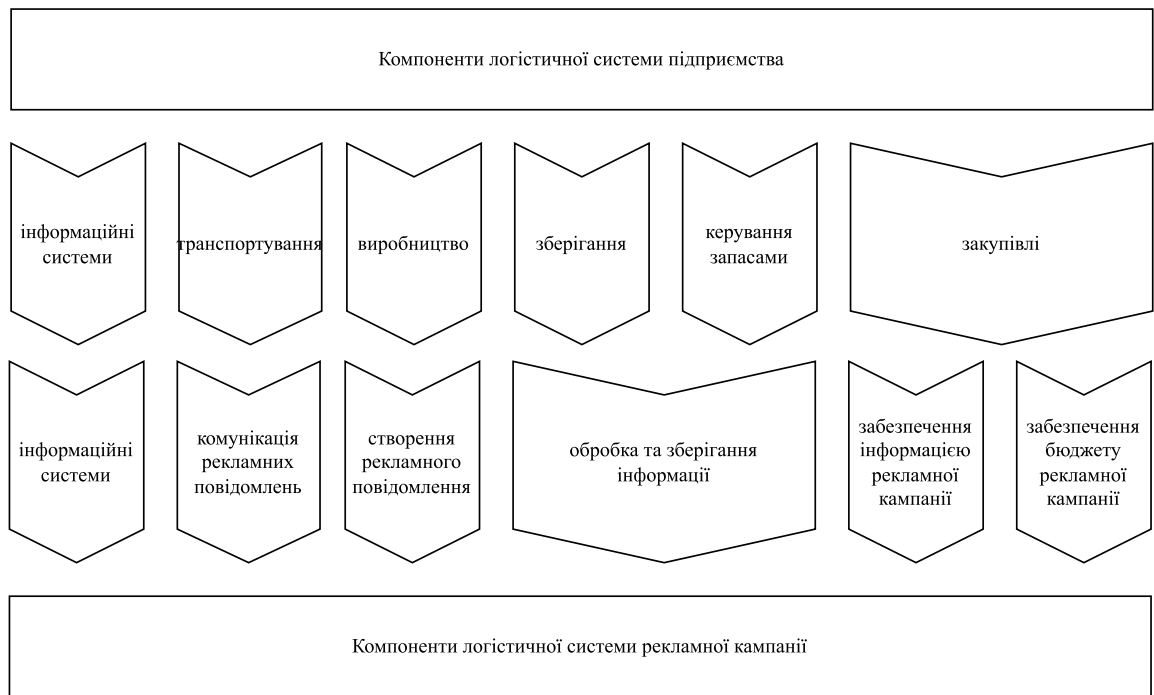 Компоненти логістичної системи підприємства
інформаційні
системи
транспортування
виробництво
зберігання
керування
запасами
закупівлі
інформаційні
системи
комунікація
рекламних
повідомлень
створення
рекламного
повідомлення
обробка та зберігання
інформації
забезпечення
інформацією
рекламної
кампанії
забезпечення
бюджету
рекламної
кампанії
Компоненти логістичної системи рекламної кампанії